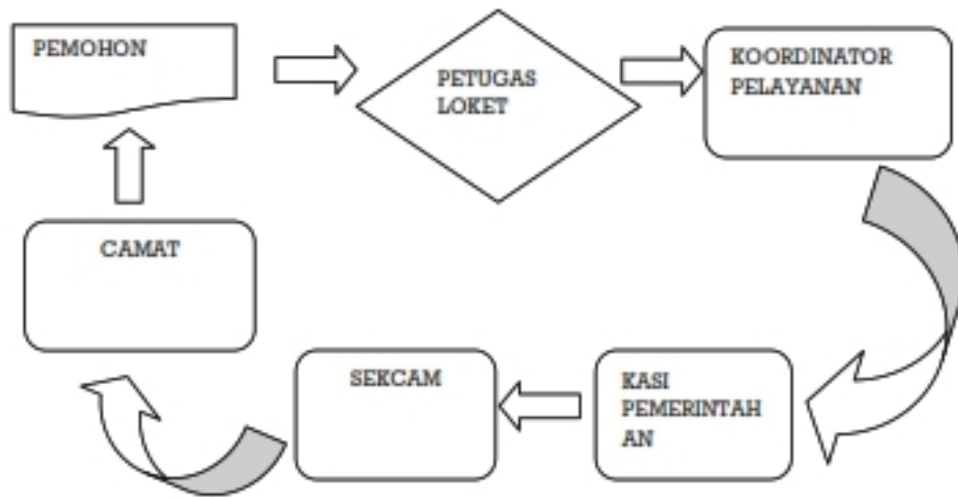 PEMOHON
PETUGAS
LOKET
KOORDINATOR
PELAYANAN
KASI
PEMERINTAH
AN
SEKCAM
CAMAT